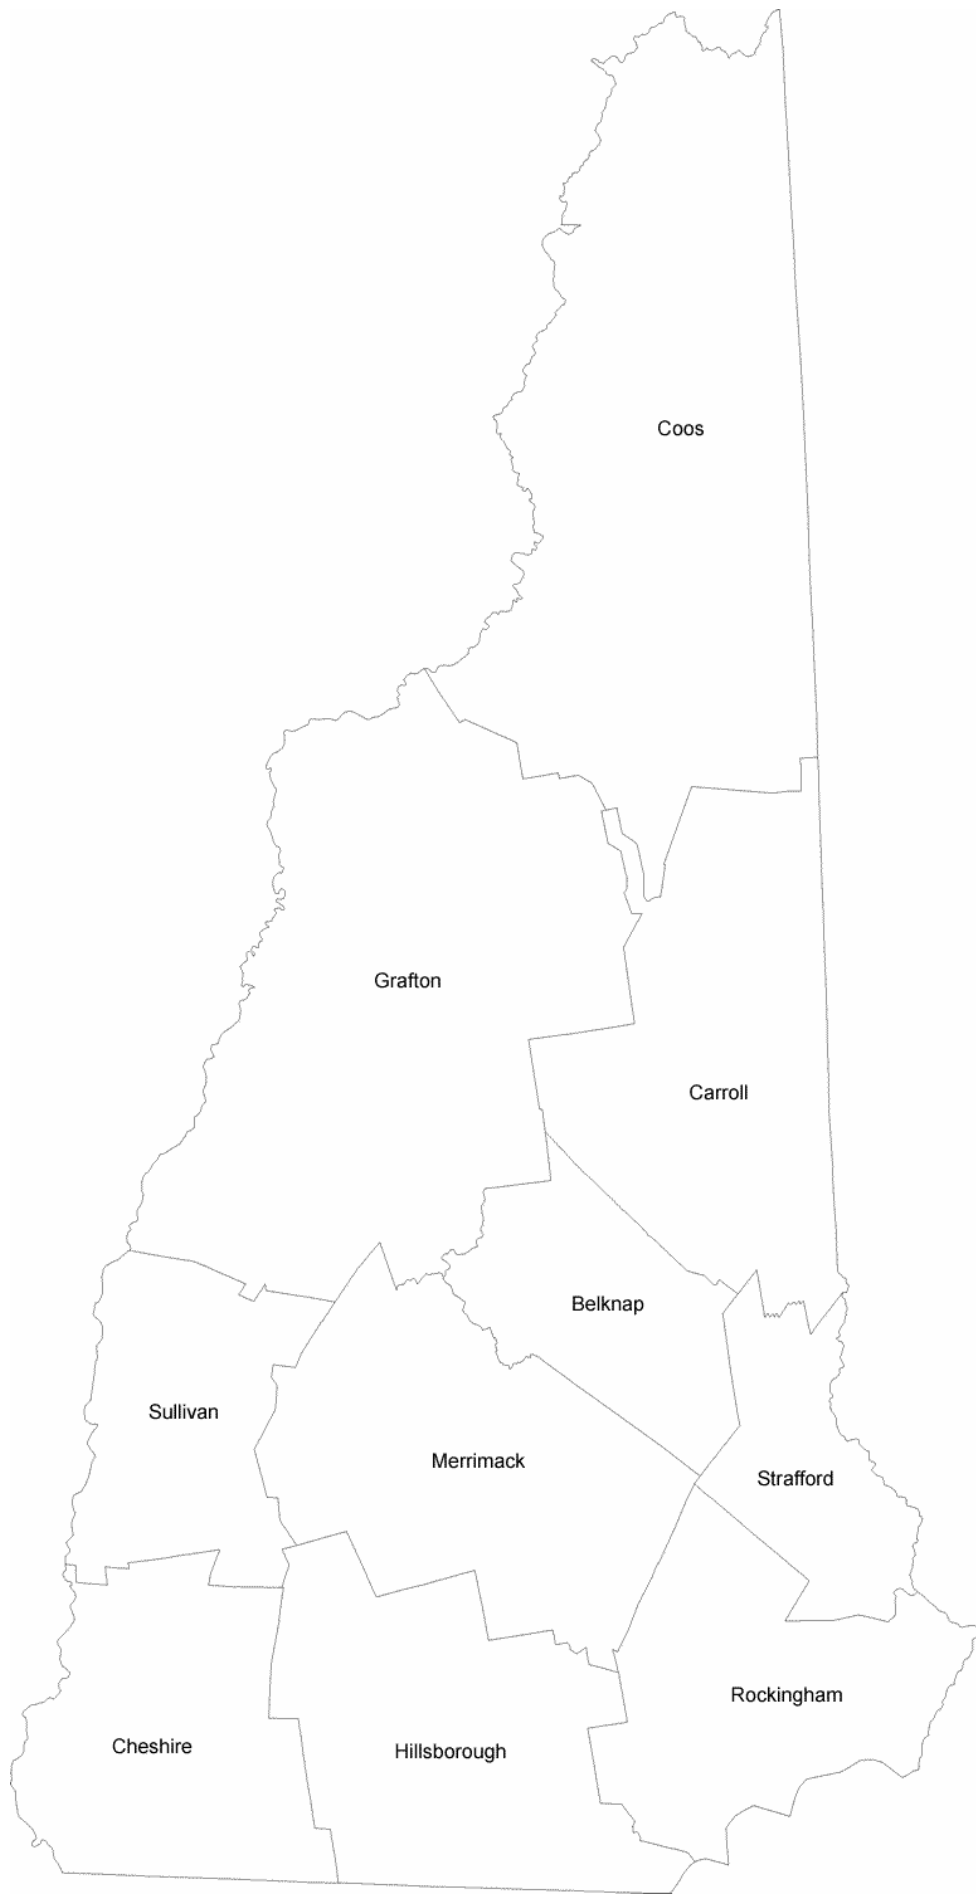 Coos
Grafton
Carroll
Belknap
Sullivan
Merrimack
Strafford
Rockingham
Cheshire
Hillsborough